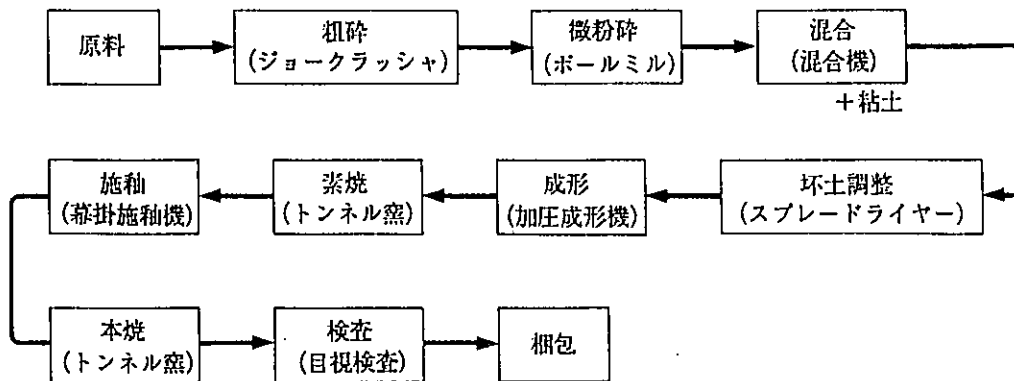 原料
粗砕
(ジョークラッシャ)
微粉砕
(ボールミル)
混合
(混合機)
+粘土
坏土調整
(スプレードライヤー)
成形
(加圧成形機)
素焼
(トンネル窯)
施釉
(幕掛施釉機)
本焼
(トンネル窯)
検査
(目視検査)
梱包